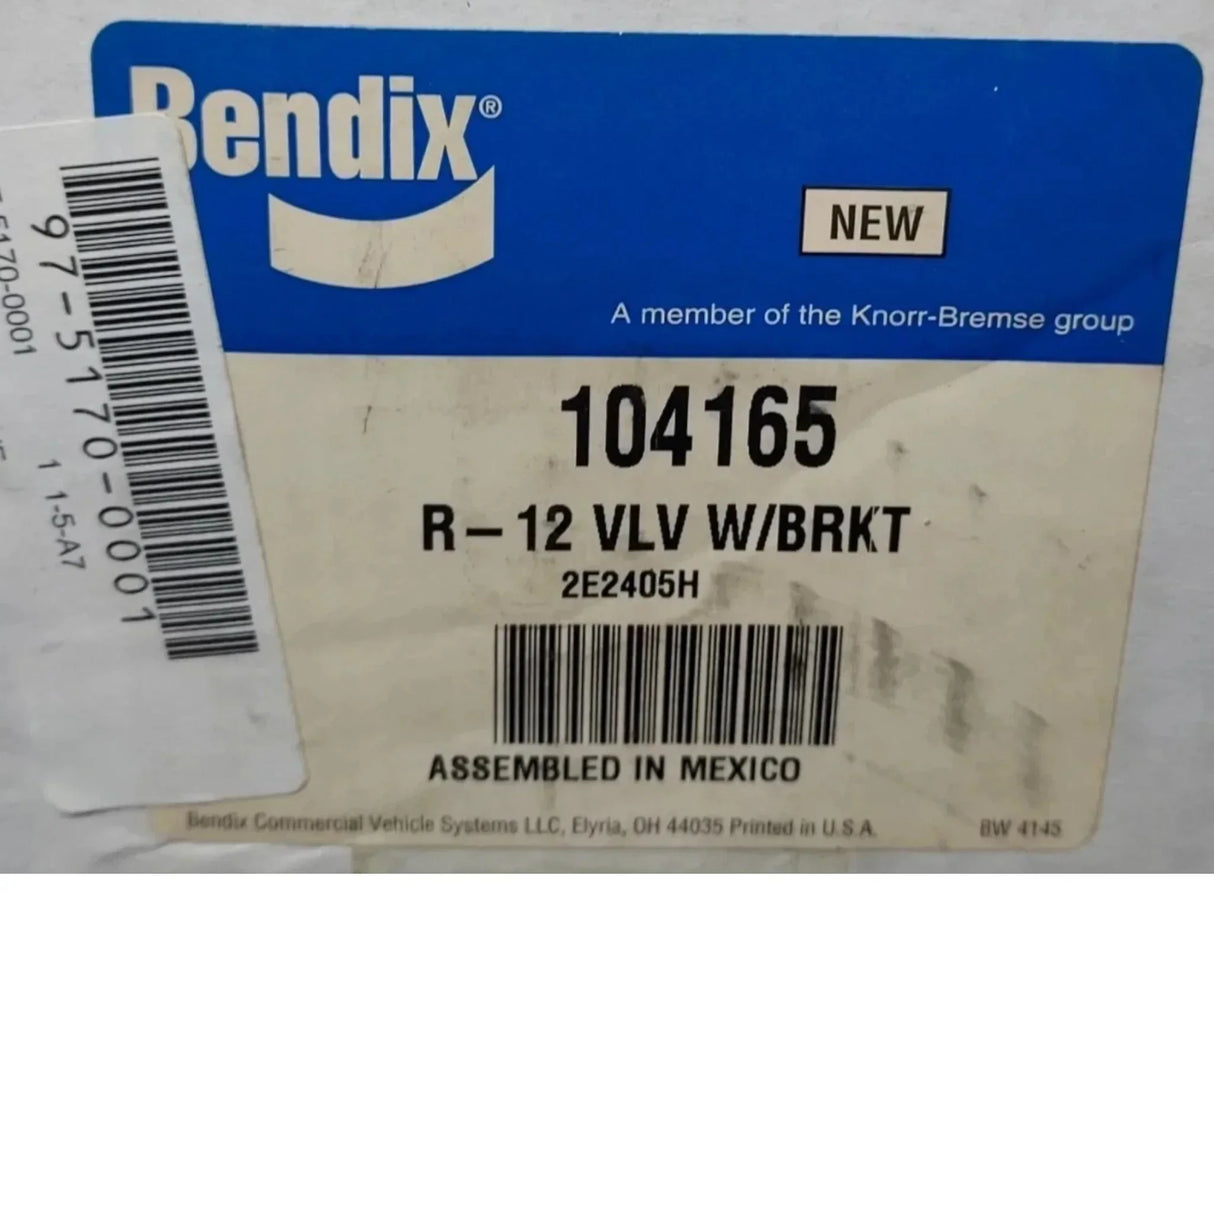 Bendix®
NEW
A member of the Knorr-Bremse group
104165
R-12 VLV W/BRKT
2E2405H
ASSEMBLED IN MEXICO
Bendix Commercial Vehicle Systems LLC, Elyria, OH 44035 Printed in U.S.A.
BW 4145
97-5170-0001
1 1-5-A7
5170-0001